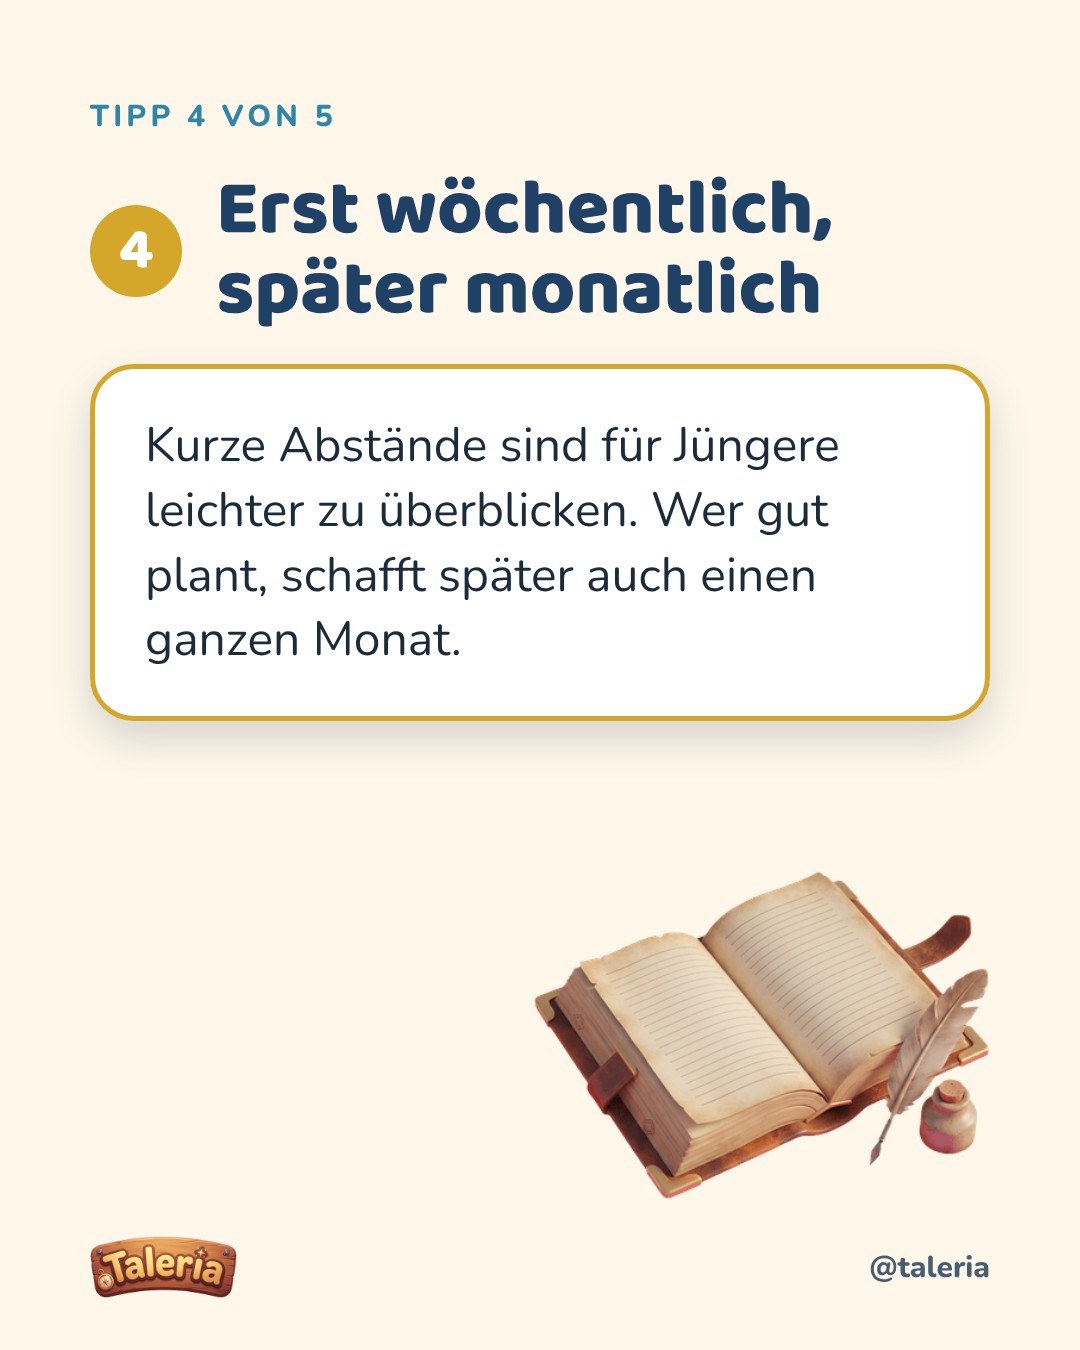 TIPP 4 VON 5
4
Erst wöchentlich,
später monatlich
Kurze Abstände sind für Jüngere
leichter zu überblicken. Wer gut
plant, schafft später auch einen
ganzen Monat.
Taleria
@taleria